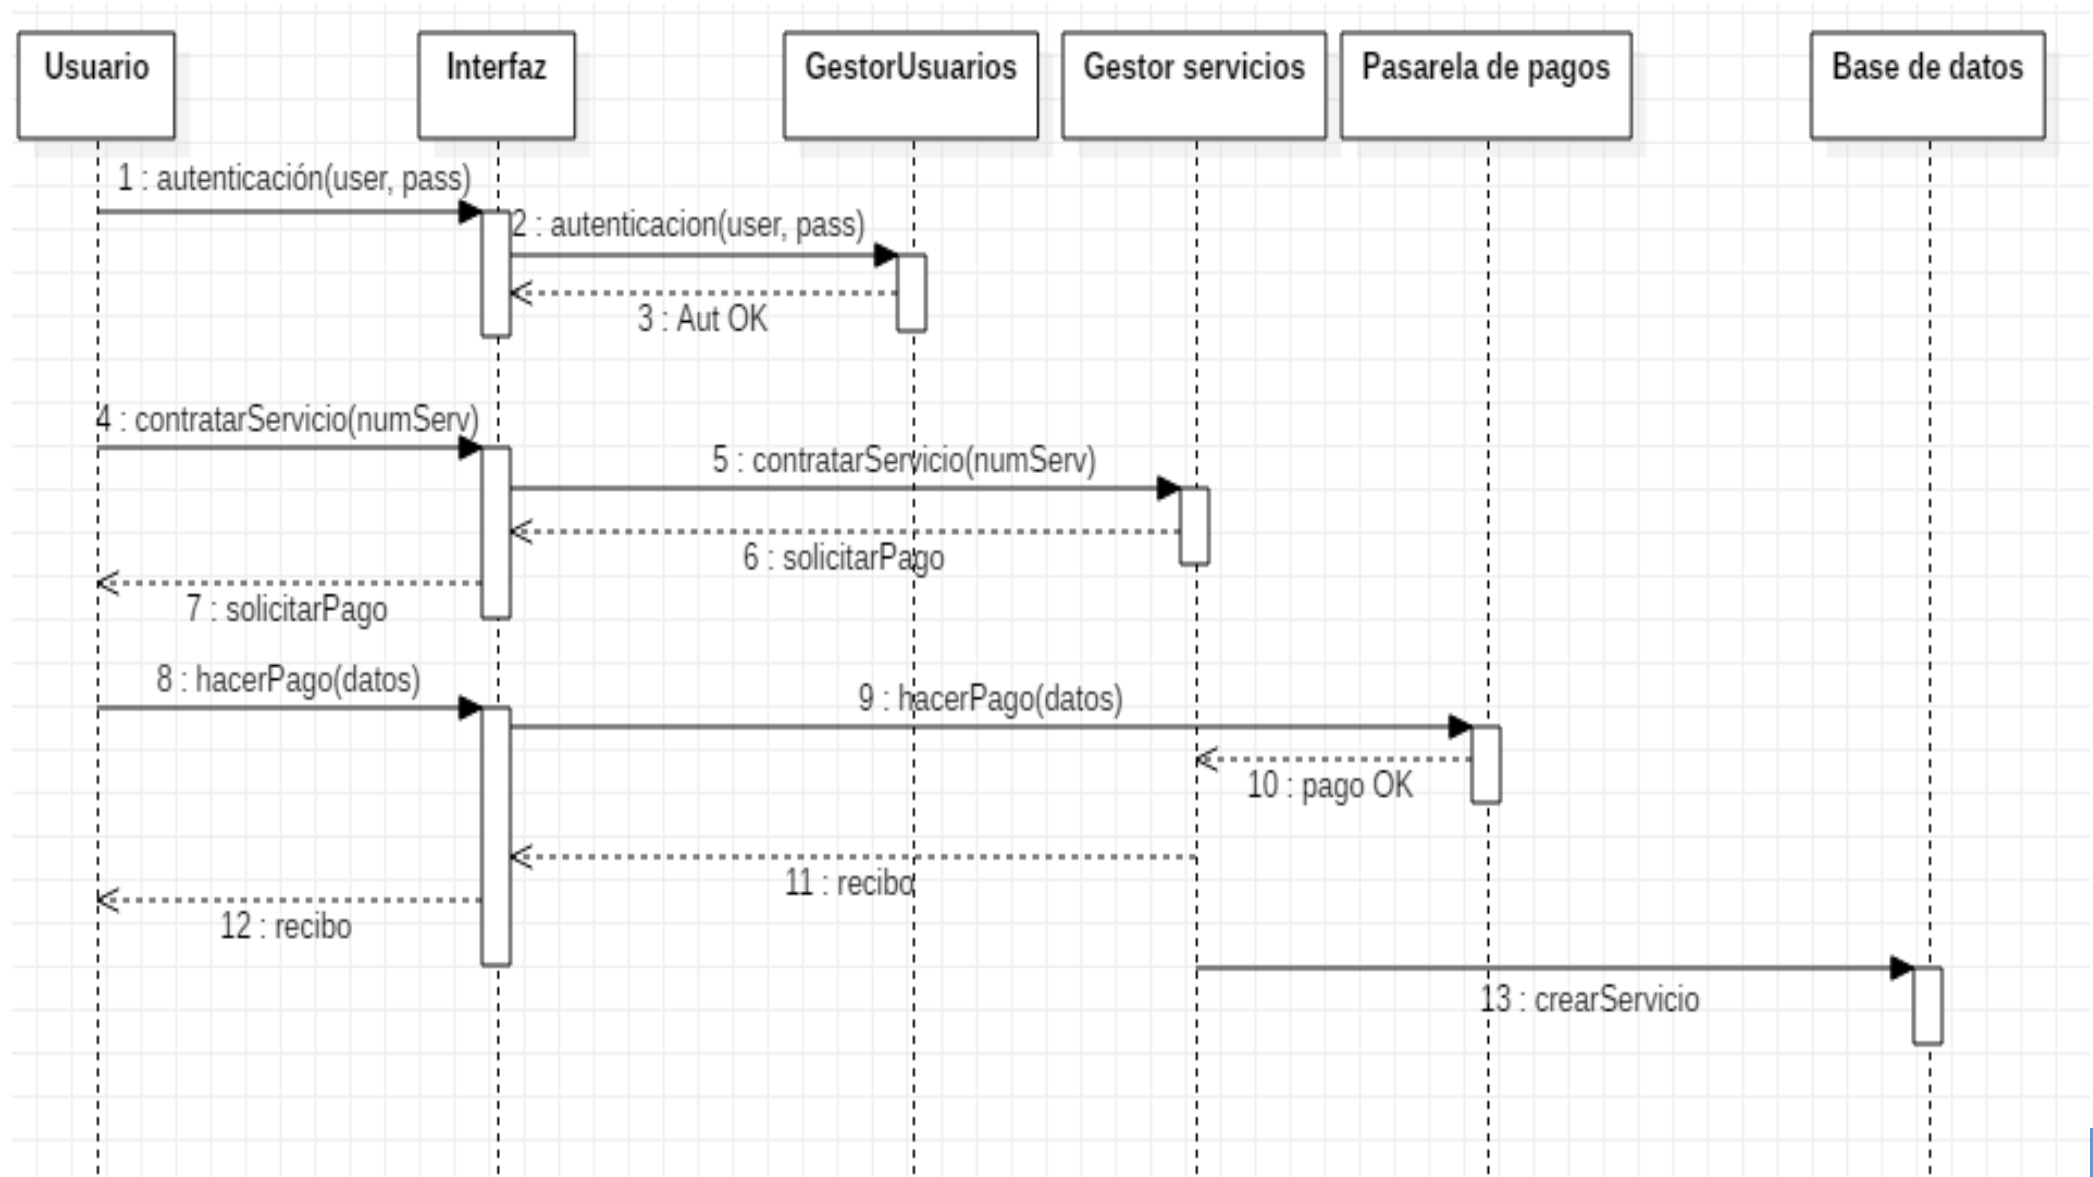 Usuario
Interfaz
GestorUsuarios
Gestor servicios
Pasarela de pagos
Base de datos
1 : autenticación(user, pass)
2 : autenticacion(user, pass)
3 : Aut OK
4 : contratarServicio(numServ)
5 : contratarServicio(numServ)
6 : solicitarPago
7 : solicitarPago
8 : hacerPago(datos)
9 : hacerPago(datos)
10 : pago OK
11 : recibo
12 : recibo
13 : crearServicio